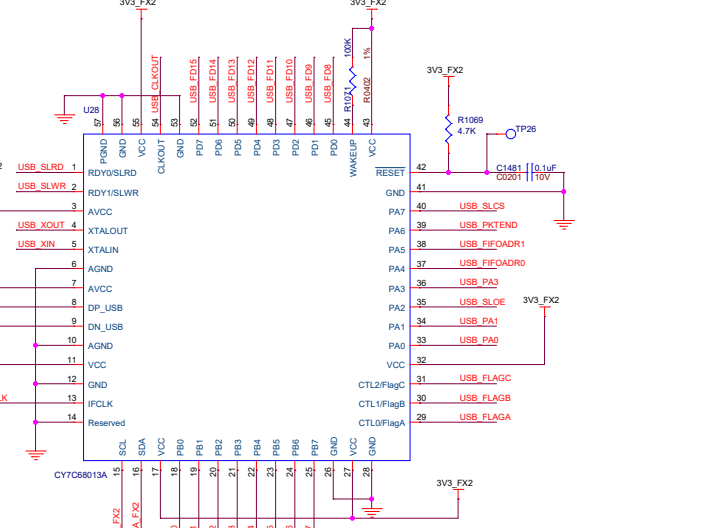 3V3_FX2
3V3_FX2
USB_CLKOUT
USB_FD15
USB_FD14
USB_FD13
USB_FD12
USB_FD11
USB_FD10
USB_FD9
USB_FD8
100K
R1071
1%
R0402
3V3_FX2
R1069
4.7K
TP26
U28
57
56
55
54
53
52
51
50
49
48
47
46
45
44
43
PGND
GND
VCC
CLKOUT
GND
PD7
PD6
PD5
PD4
PD3
PD2
PD1
PD0
WAKEUP
VCC
USB_SLRD 1 RDY0/SLRD
USB_SLWR 2 RDY1/SLWR
3 AVCC
USB_XOUT 4 XTALOUT
USB_XIN 5 XTALIN
6 AGND
7 AVCC
8 DP_USB
9 DN_USB
10 AGND
11 VCC
12 GND
LK 13 IFCLK
14 Reserved
RESET 42
C1481 0.1uF
C0201 10V
GND 41
PA7 40 USB_SLCS
PA6 39 USB_PKTEND
PA5 38 USB_FIFOADR1
PA4 37 USB_FIFOADR0
PA3 36 USB_PA3
PA2 35 USB_SLOE
3V3_FX2
PA1 34 USB_PA1
PA0 33 USB_PA0
VCC 32
CTL2/FlagC 31 USB_FLAGC
CTL1/FlagB 30 USB_FLAGB
CTL0/FlagA 29 USB_FLAGA
SCL
SDA
VCC
PB0
PB1
PB2
PB3
PB4
PB5
PB6
PB7
GND
VCC
GND
CY7C68013A
15
16
17
18
19
20
21
22
23
24
25
26
27
28
3V3_FX2
FX2
A_FX2